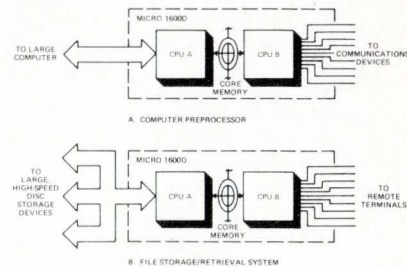 MICRO 1600D
TO LARGE
COMPUTER
CPU A
CPU B
CORE
MEMORY
TO
COMMUNICATIONS
DEVICES
A. COMPUTER PREPROCESSOR
MICRO 1600D
TO
LARGE,
HIGH-SPEED
DISC
STORAGE
DEVICES
CPU A
CPU B
CORE
MEMORY
TO
REMOTE
TERMINALS
B. FILE STORAGE/RETRIEVAL SYSTEM